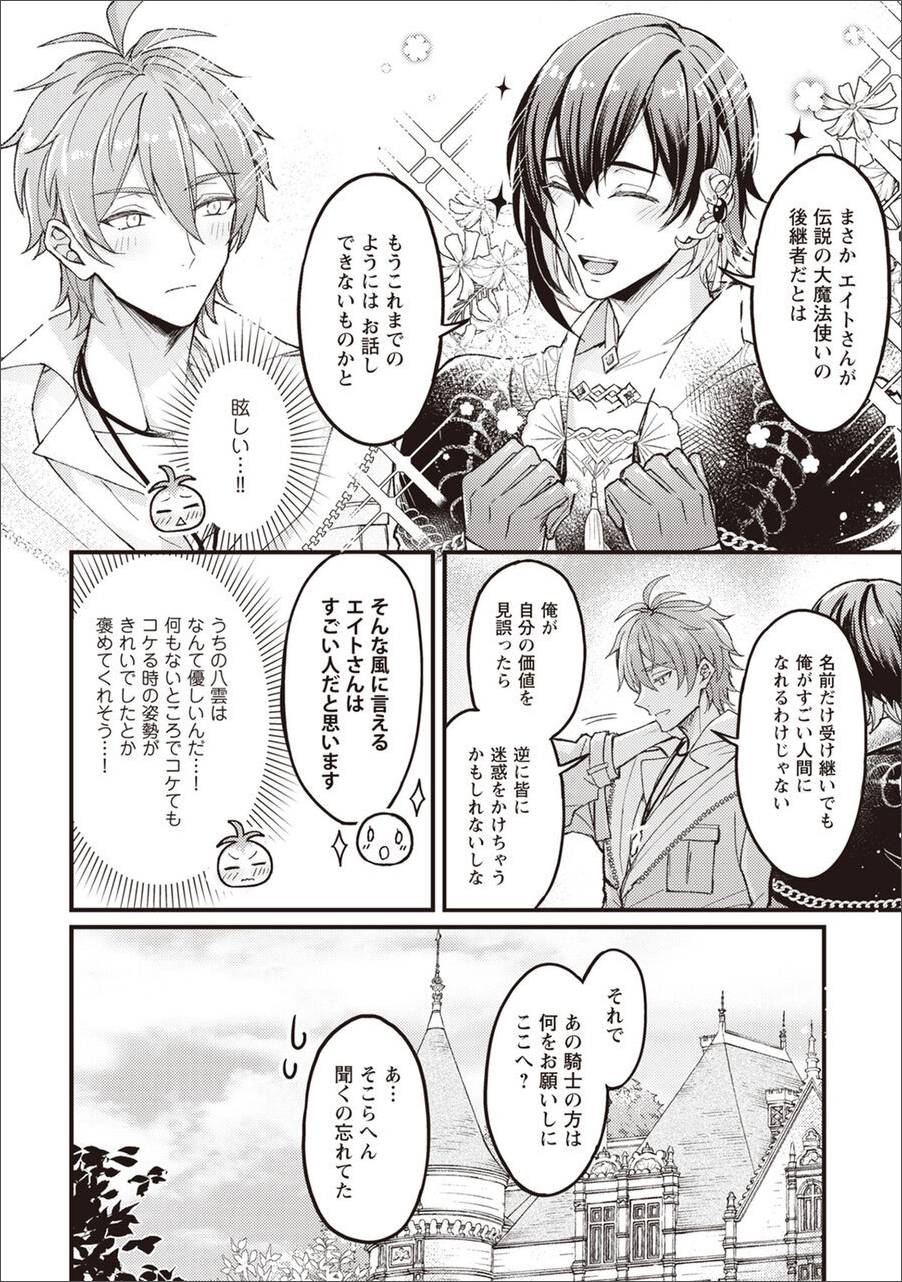 まさか エイトさんが
伝説の大魔法使いの
後継者だとは
もうこれまでの
ようには お話し
できないものかと
眩しい…!!
名前だけ受け継いでも
俺がすごい人間に
なれるわけじゃない
俺が
自分の価値を
見誤ったら
逆に皆に
迷惑をかけちゃう
かもしれないしな
そんな風に言える
エイトさんは
すごい人だと思います
うちの八雲は
なんて優しいんだ…!
何もないところでコケても
コケる時の姿勢が
きれいでしたとか
褒めてくれそう…!
それで
あの騎士の方は
何をお願いしに
ここへ?
あ…
そこらへん
聞くの忘れてた